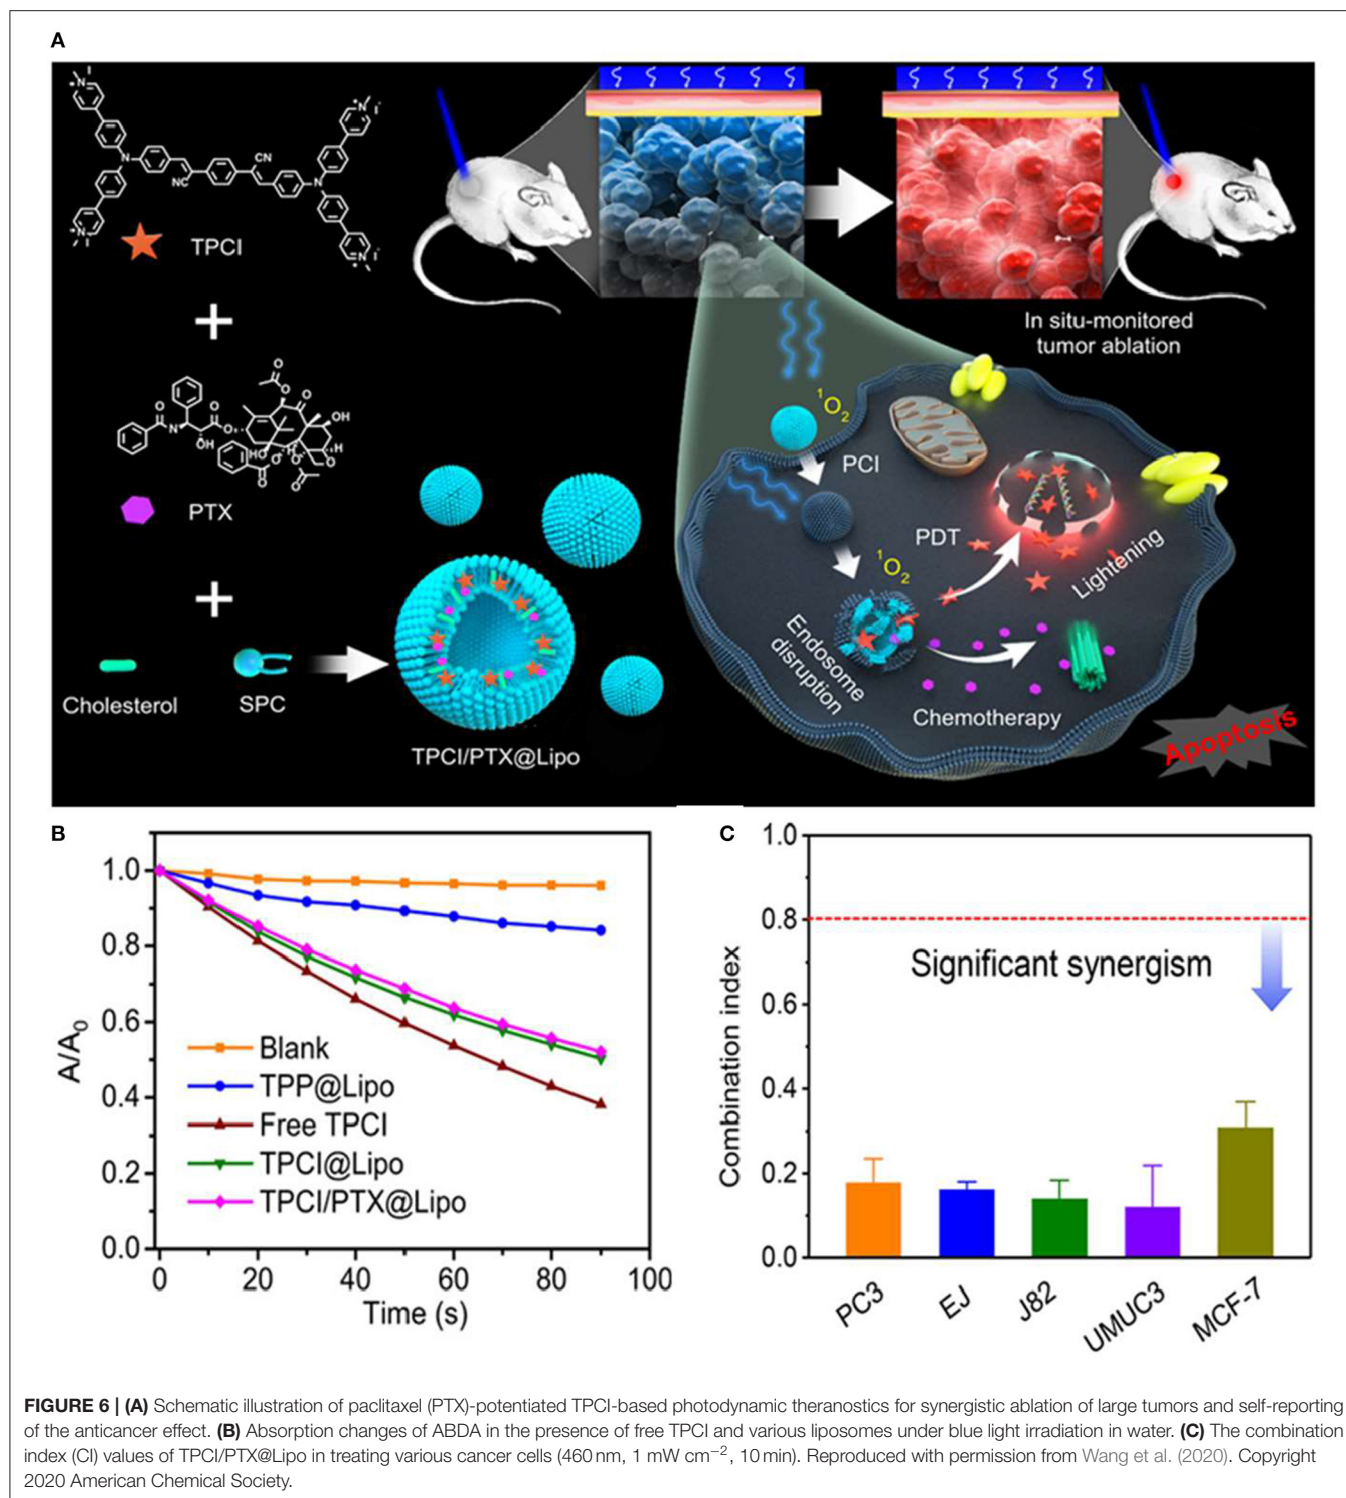 A
CN
NC
TPCI
In situ-monitored
tumor ablation
PTX
Cholesterol
SPC
TPCI/PTX@Lipo
¹O₂
PCI
PDT
¹O₂
Lightening
Endosome
disruption
Chemotherapy
Apoptosis
B
A/A₀
1.0
0.8
0.6
0.4
0.2
0.0
Blank
TPP@Lipo
Free TPCI
TPCI@Lipo
TPCI/PTX@Lipo
0 20 40 60 80 100
Time (s)
C
Combination index
1.0
0.8
0.6
0.4
0.2
0.0
Significant synergism
PC3 EJ J82 UMUC3 MCF-7
FIGURE 6 | (A) Schematic illustration of paclitaxel (PTX)-potentiated TPCI-based photodynamic theranostics for synergistic ablation of large tumors and self-reporting
of the anticancer effect. (B) Absorption changes of ABDA in the presence of free TPCI and various liposomes under blue light irradiation in water. (C) The combination
index (CI) values of TPCI/PTX@Lipo in treating various cancer cells (460 nm, 1 mW cm⁻², 10 min). Reproduced with permission from Wang et al. (2020). Copyright
2020 American Chemical Society.